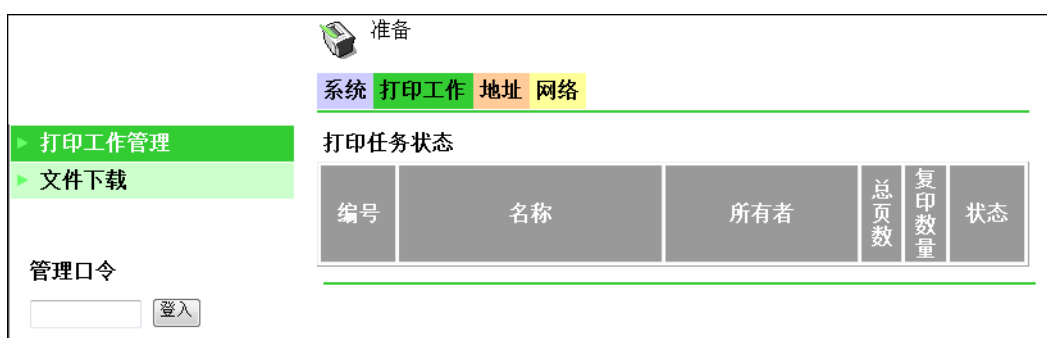 准备
系统 打印工作 地址 网络
打印工作管理
文件下载
管理口令
登入
打印任务状态
编号 名称 所有者 总页数 复印数量 状态